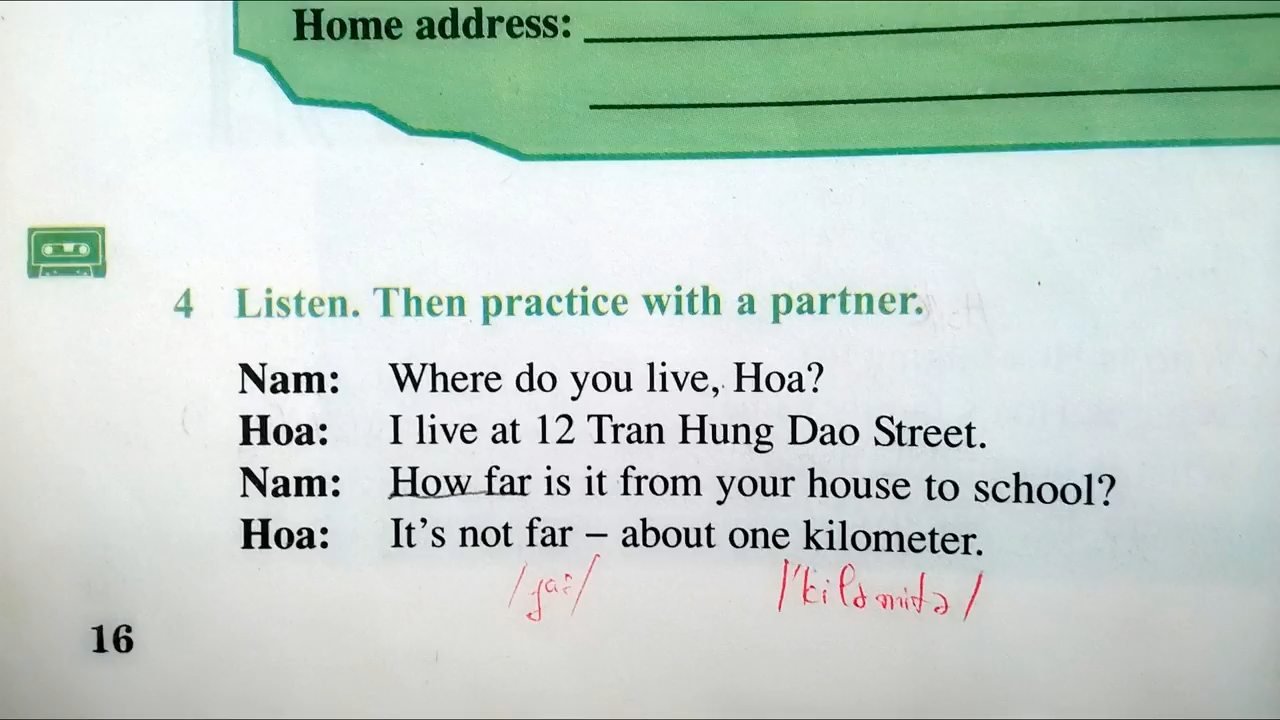 Home address:
4 Listen. Then practice with a partner.
Nam: Where do you live, Hoa?
Hoa: I live at 12 Tran Hung Dao Street.
Nam: How far is it from your house to school?
Hoa: It's not far – about one kilometer.
/fa:/ /'kiləmitə/
16